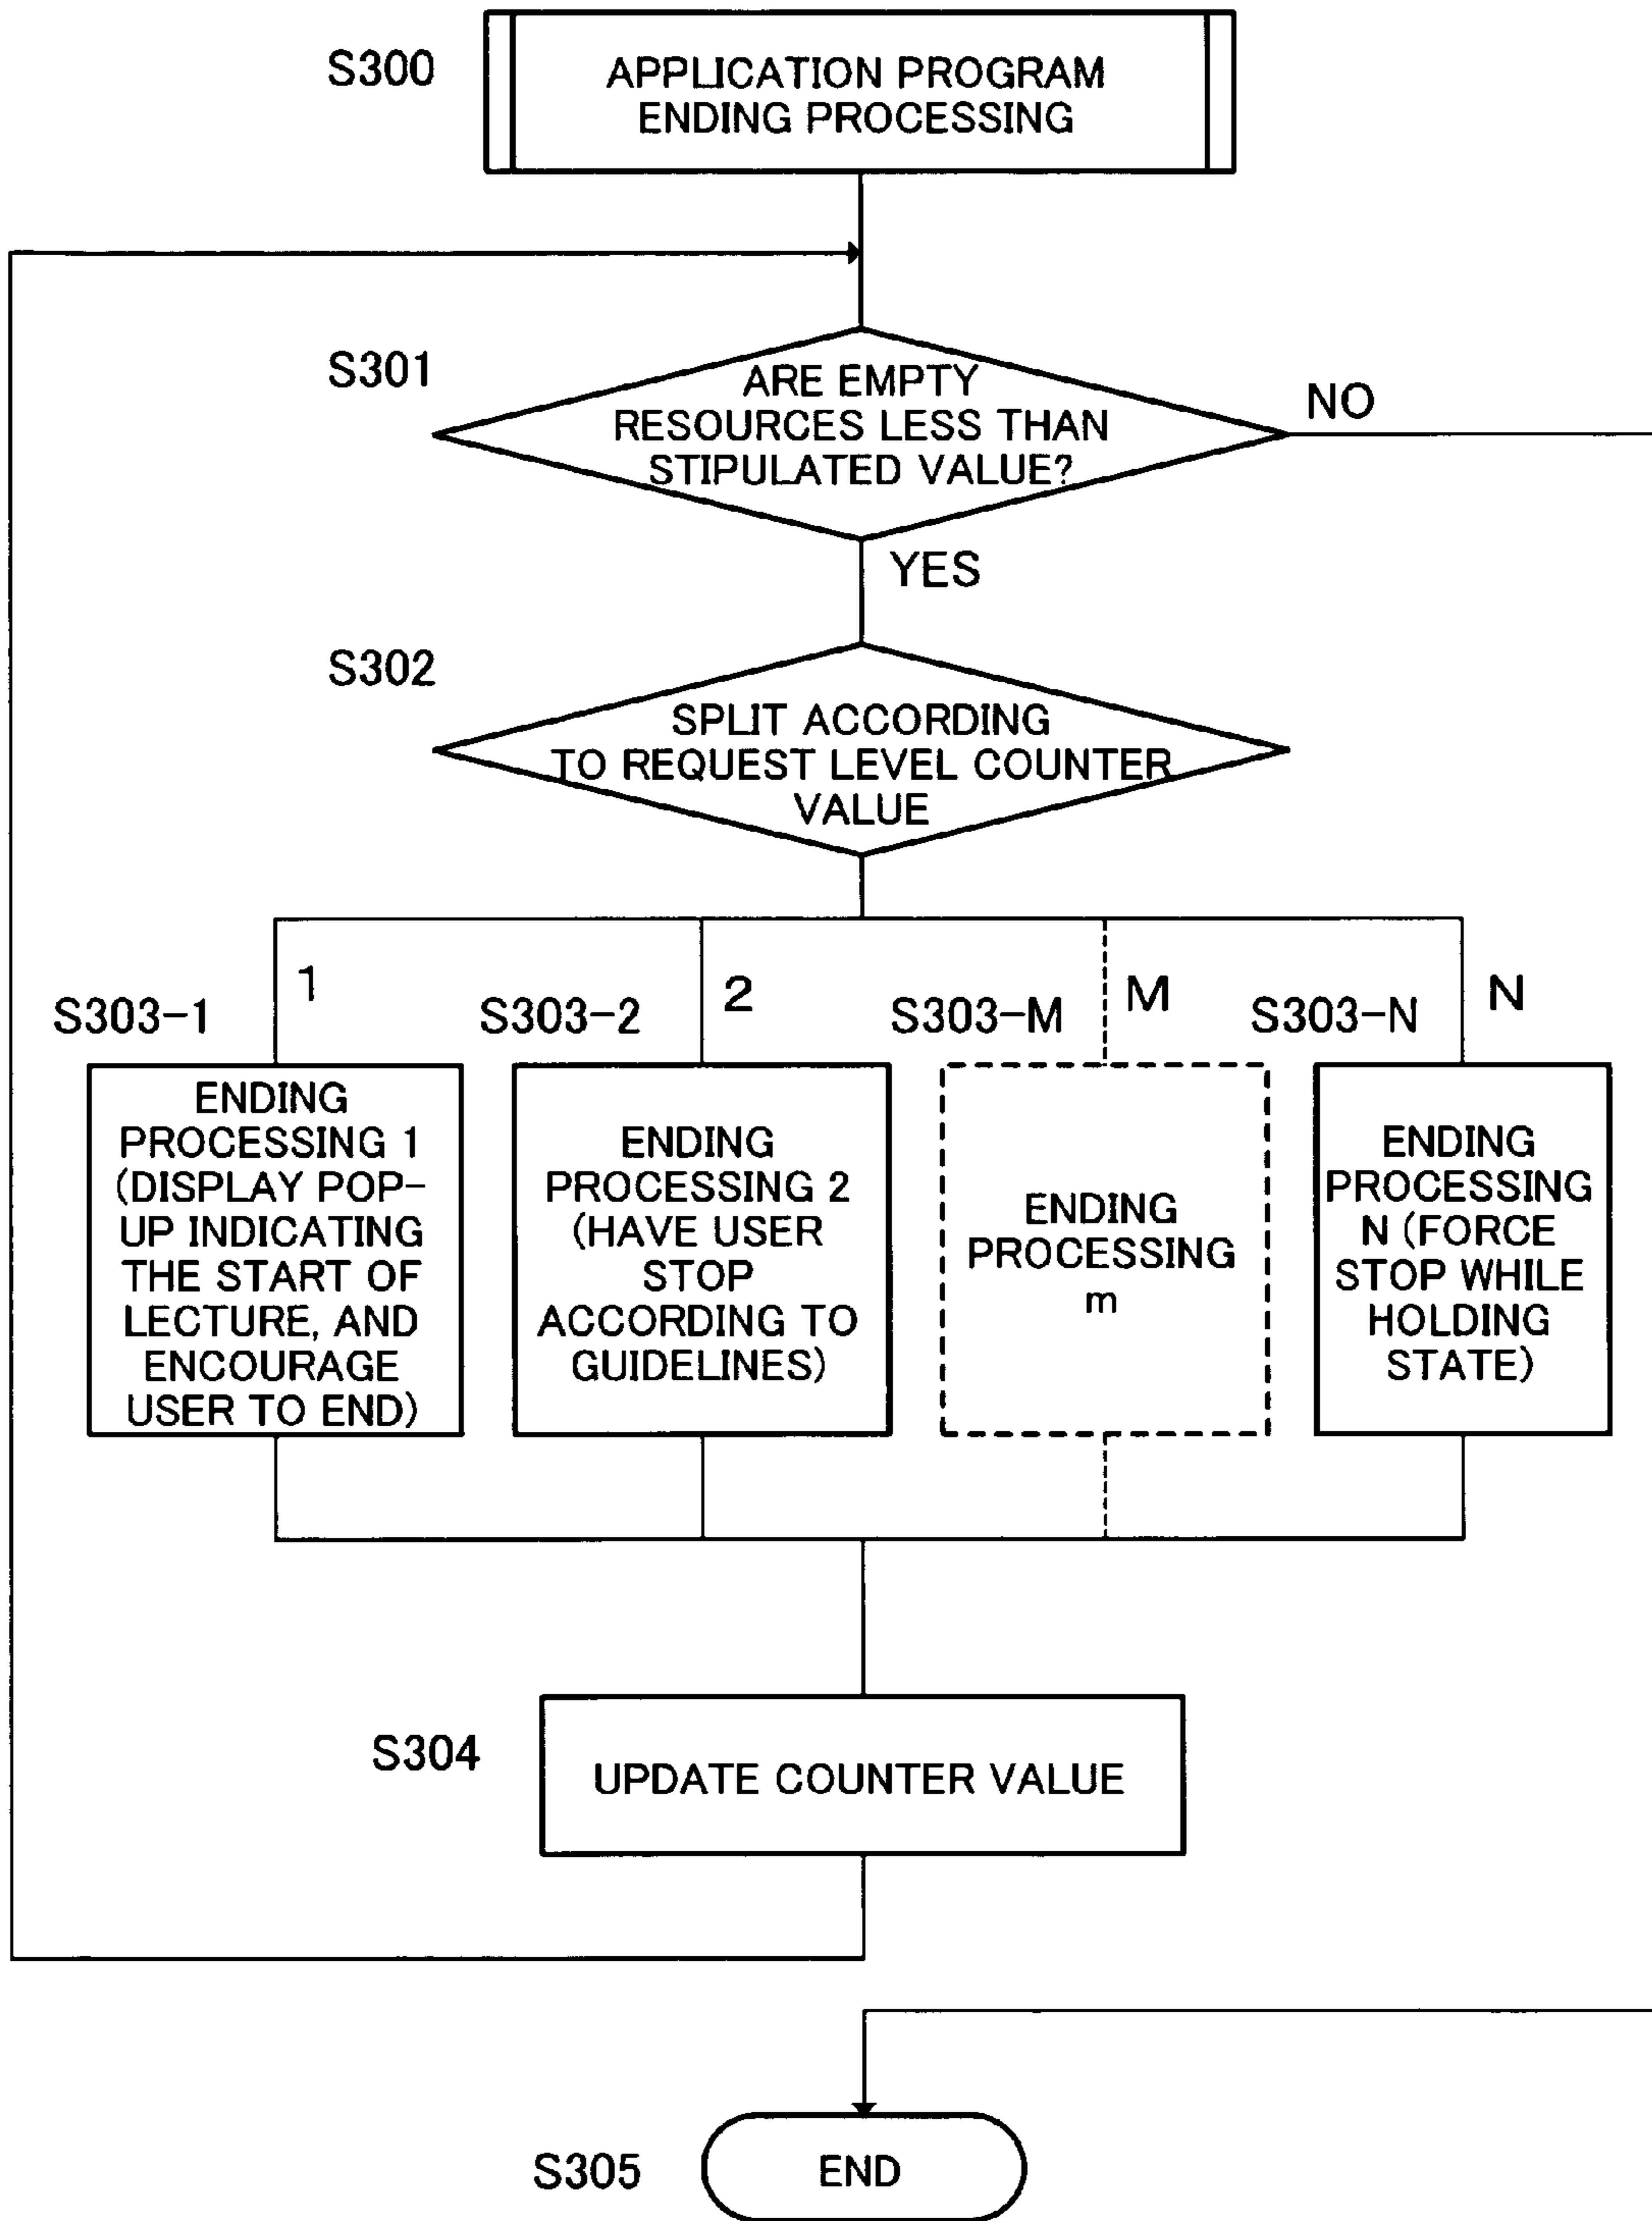 S300
APPLICATION PROGRAM
ENDING PROCESSING
S301
ARE EMPTY
RESOURCES LESS THAN
STIPULATED VALUE?
NO
YES
S302
SPLIT ACCORDING
TO REQUEST LEVEL COUNTER
VALUE
S303-1
1
S303-2
2
S303-M
M
S303-N
N
ENDING
PROCESSING 1
(DISPLAY POP-
UP INDICATING
THE START OF
LECTURE, AND
ENCOURAGE
USER TO END)
ENDING
PROCESSING 2
(HAVE USER
STOP
ACCORDING TO
GUIDELINES)
ENDING
PROCESSING
m
ENDING
PROCESSING
N (FORCE
STOP WHILE
HOLDING
STATE)
S304
UPDATE COUNTER VALUE
S305
END